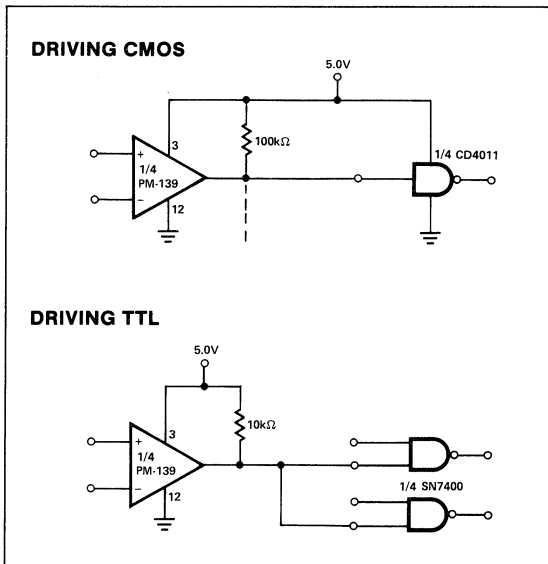 DRIVING CMOS
5.0V
3
100kΩ
1/4 CD4011
+
1/4
PM-139
−
12
DRIVING TTL
5.0V
3
10kΩ
+
1/4
PM-139
−
12
1/4 SN7400